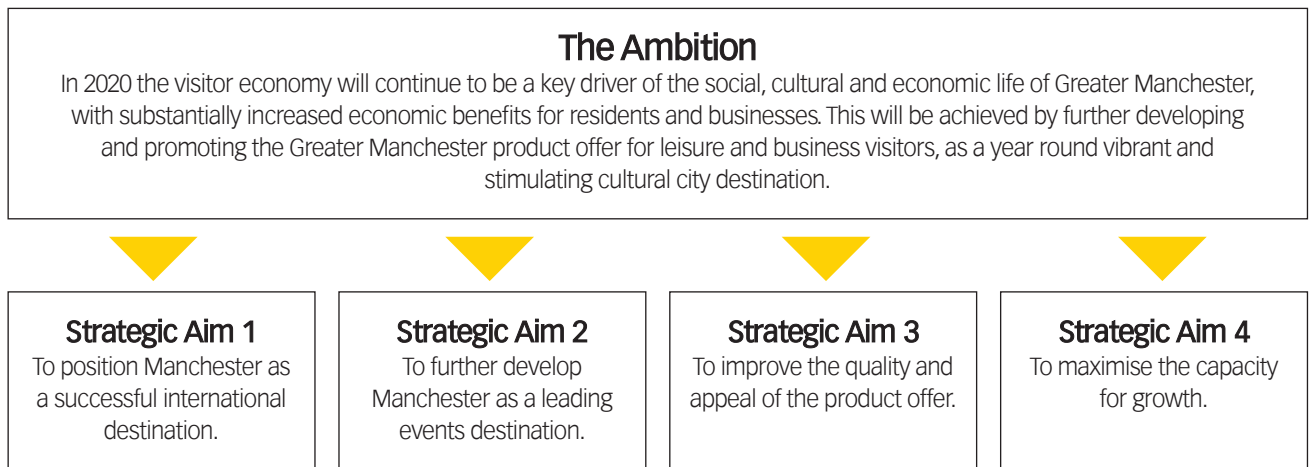 The Ambition
In 2020 the visitor economy will continue to be a key driver of the social, cultural and economic life of Greater Manchester,
with substantially increased economic benefits for residents and businesses. This will be achieved by further developing
and promoting the Greater Manchester product offer for leisure and business visitors, as a year round vibrant and
stimulating cultural city destination.
Strategic Aim 1
To position Manchester as
a successful international
destination.
Strategic Aim 2
To further develop
Manchester as a leading
events destination.
Strategic Aim 3
To improve the quality and
appeal of the product offer.
Strategic Aim 4
To maximise the capacity
for growth.